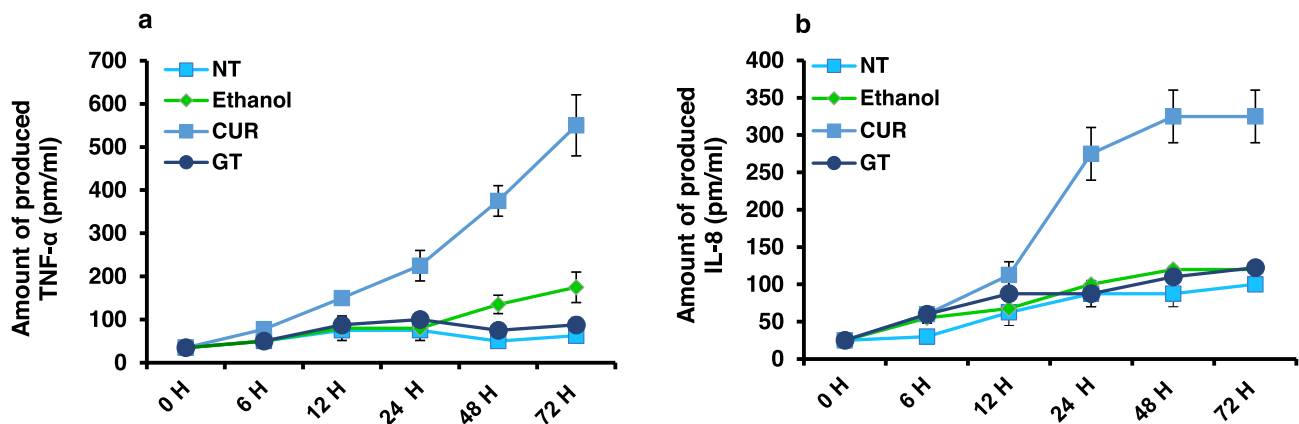 a
Amount of produced
TNF-α (pm/ml)
700
600
500
400
300
200
100
0
NT
Ethanol
CUR
GT
0 H
6 H
12 H
24 H
48 H
72 H
b
Amount of produced
IL-8 (pm/ml)
400
350
300
250
200
150
100
50
0
NT
Ethanol
CUR
GT
0 H
6 H
12 H
24 H
48 H
72 H